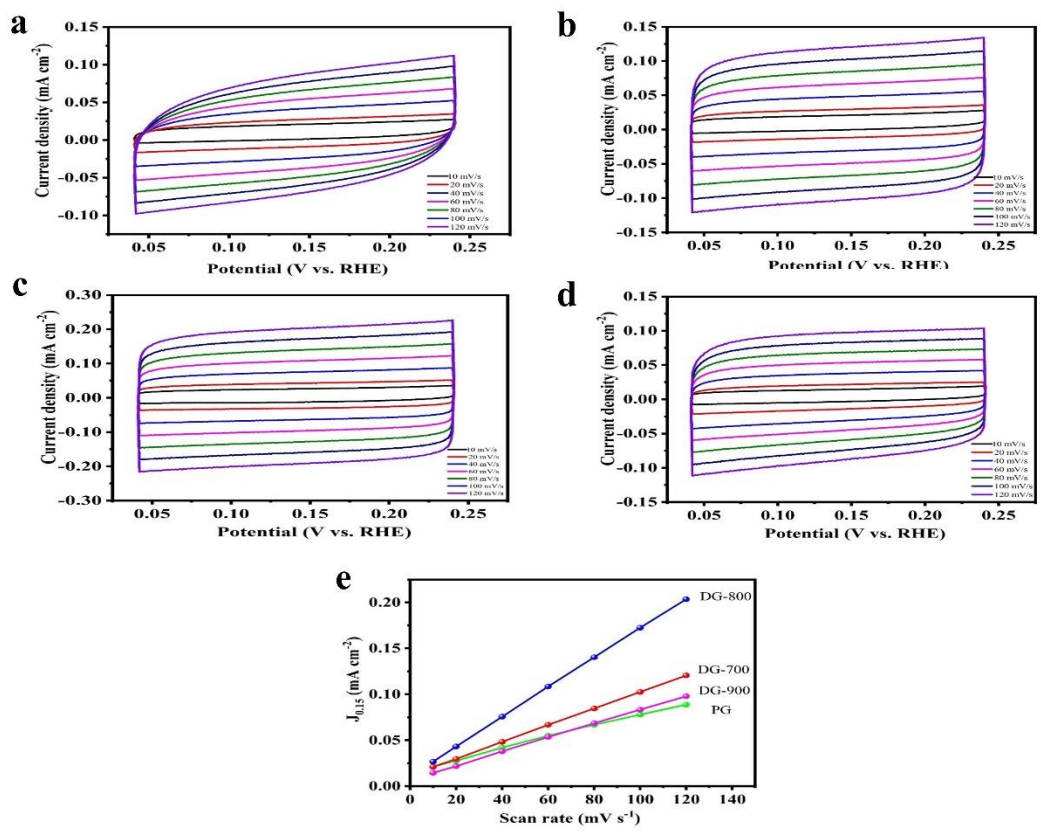 a
Current density (mA cm⁻²)
0.15
0.10
0.05
0.00
-0.05
-0.10
10 mV/s
20 mV/s
40 mV/s
60 mV/s
80 mV/s
100 mV/s
120 mV/s
0.05 0.10 0.15 0.20 0.25
Potential (V vs. RHE)
b
Current density (mA cm⁻²)
0.15
0.10
0.05
0.00
-0.05
-0.10
-0.15
10 mV/s
20 mV/s
40 mV/s
60 mV/s
80 mV/s
100 mV/s
120 mV/s
0.05 0.10 0.15 0.20 0.25
Potential (V vs. RHE)
c
Current density (mA cm⁻²)
0.30
0.20
0.10
0.00
-0.10
-0.20
-0.30
10 mV/s
20 mV/s
40 mV/s
60 mV/s
80 mV/s
100 mV/s
120 mV/s
0.05 0.10 0.15 0.20 0.25
Potential (V vs. RHE)
d
Current density (mA cm⁻²)
0.15
0.10
0.05
0.00
-0.05
-0.10
-0.15
10 mV/s
20 mV/s
40 mV/s
60 mV/s
80 mV/s
100 mV/s
120 mV/s
0.05 0.10 0.15 0.20 0.25
Potential (V vs. RHE)
e
J₀.₁₅ (mA cm⁻²)
0.20
0.15
0.10
0.05
0.00
DG-800
DG-700
DG-900
PG
0 20 40 60 80 100 120 140
Scan rate (mV s⁻¹)